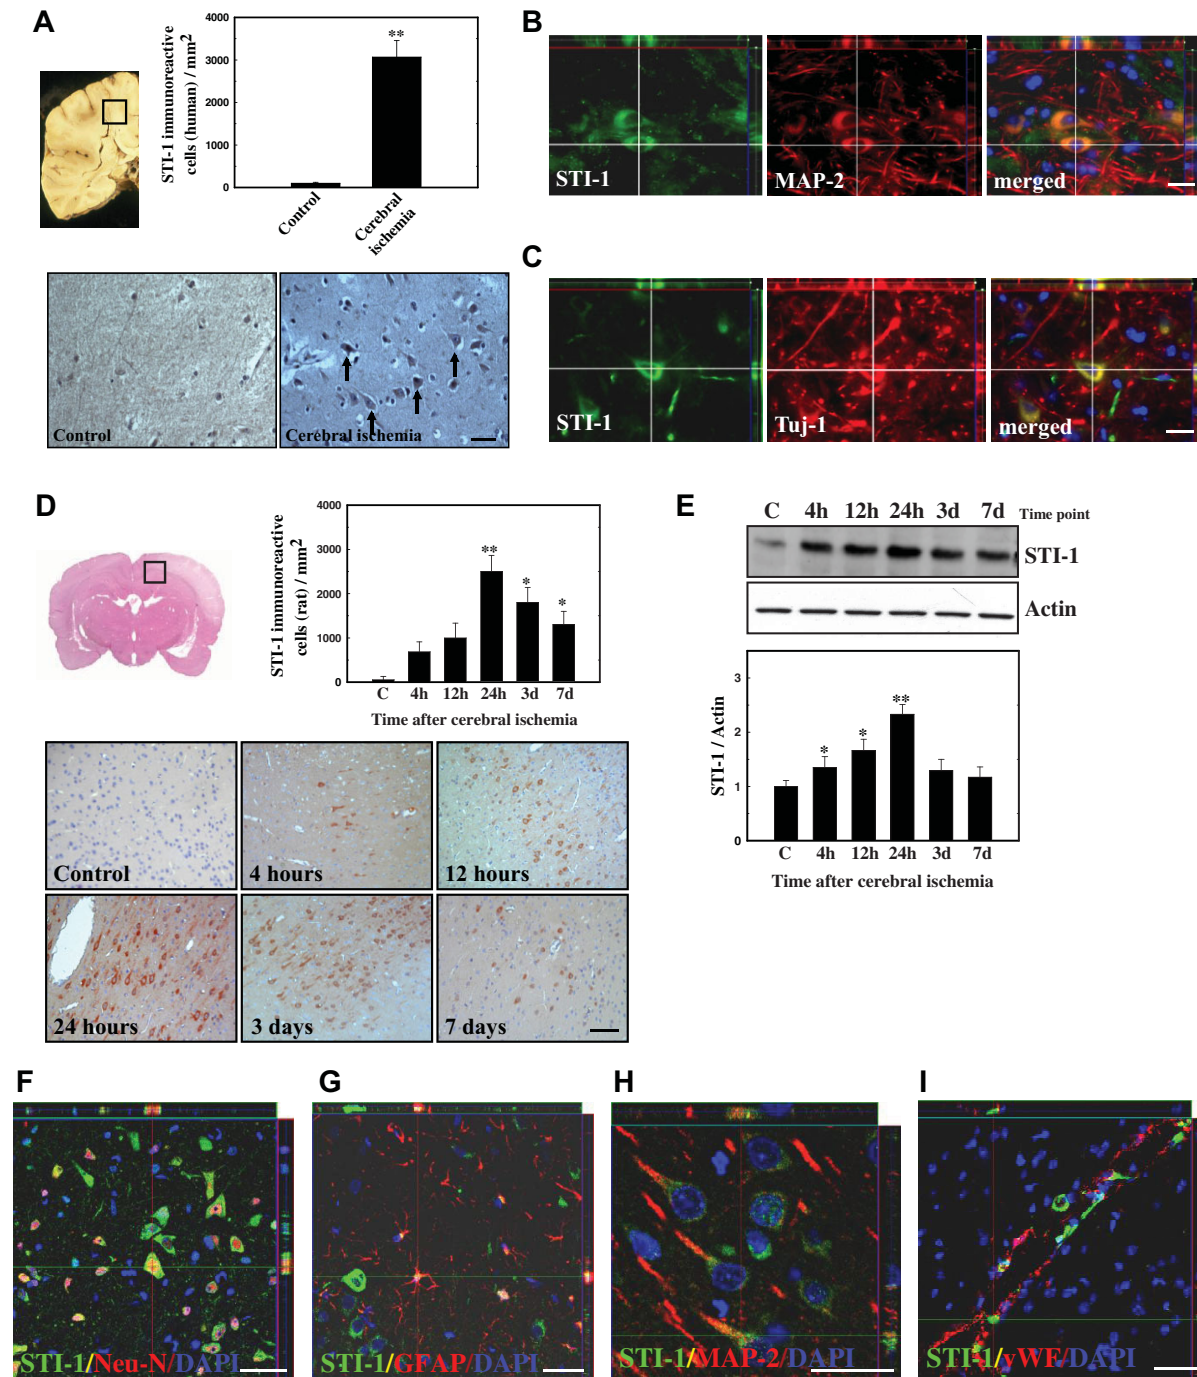 A
STI-1 immunoreactive
cells (human) / mm2
4000
3000
2000
1000
0
**
Control
Cerebral
ischemia
Control
Cerebral ischemia
B
STI-1
MAP-2
merged
C
STI-1
Tuj-1
merged
D
STI-1 immunoreactive
cells (rat) / mm2
4000
3000
2000
1000
0
** * *
C 4h 12h 24h 3d 7d
Time after cerebral ischemia
Control
4 hours
12 hours
24 hours
3 days
7 days
E
C 4h 12h 24h 3d 7d Time point
STI-1
Actin
STI-1 / Actin
3
2
1
0
* * **
C 4h 12h 24h 3d 7d
Time after cerebral ischemia
F
STI-1/Neu-N/DAPI
G
STI-1/GFAP/DAPI
H
STI-1/MAP-2/DAPI
I
STI-1/vWF/DAPI